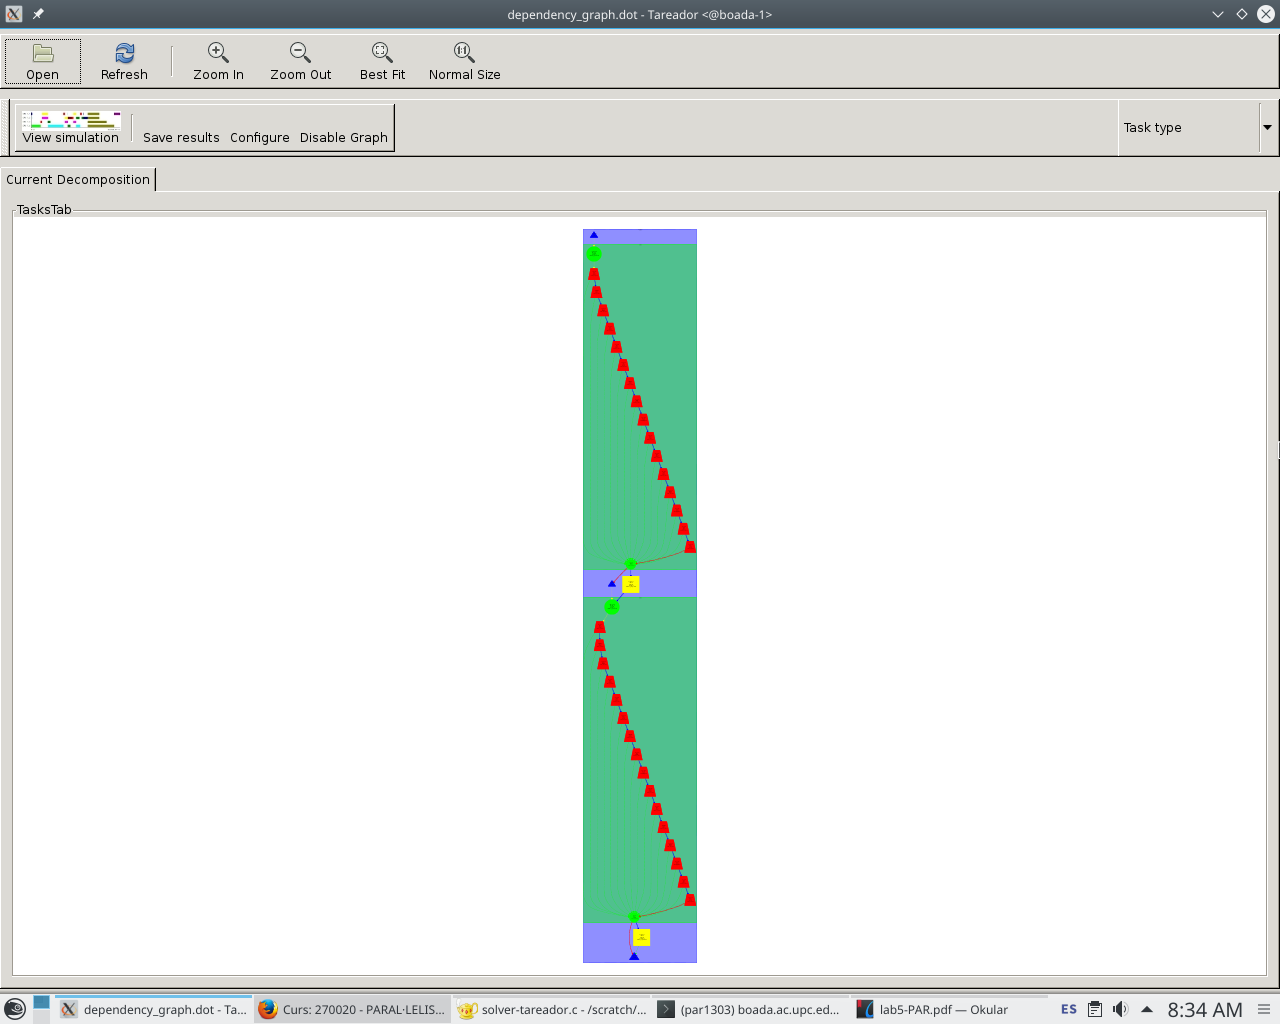 dependency_graph.dot - Tareador <@boada-1>
Open
Refresh
Zoom In
Zoom Out
Best Fit
Normal Size
View simulation
Save results
Configure
Disable Graph
Task type
Current Decomposition
TasksTab
dependency_graph.dot - Ta...
Curs: 270020 - PARAL·LELIS...
solver-tareador.c - /scratch/...
(par1303) boada.ac.upc.ed...
lab5-PAR.pdf — Okular
ES
8:34 AM